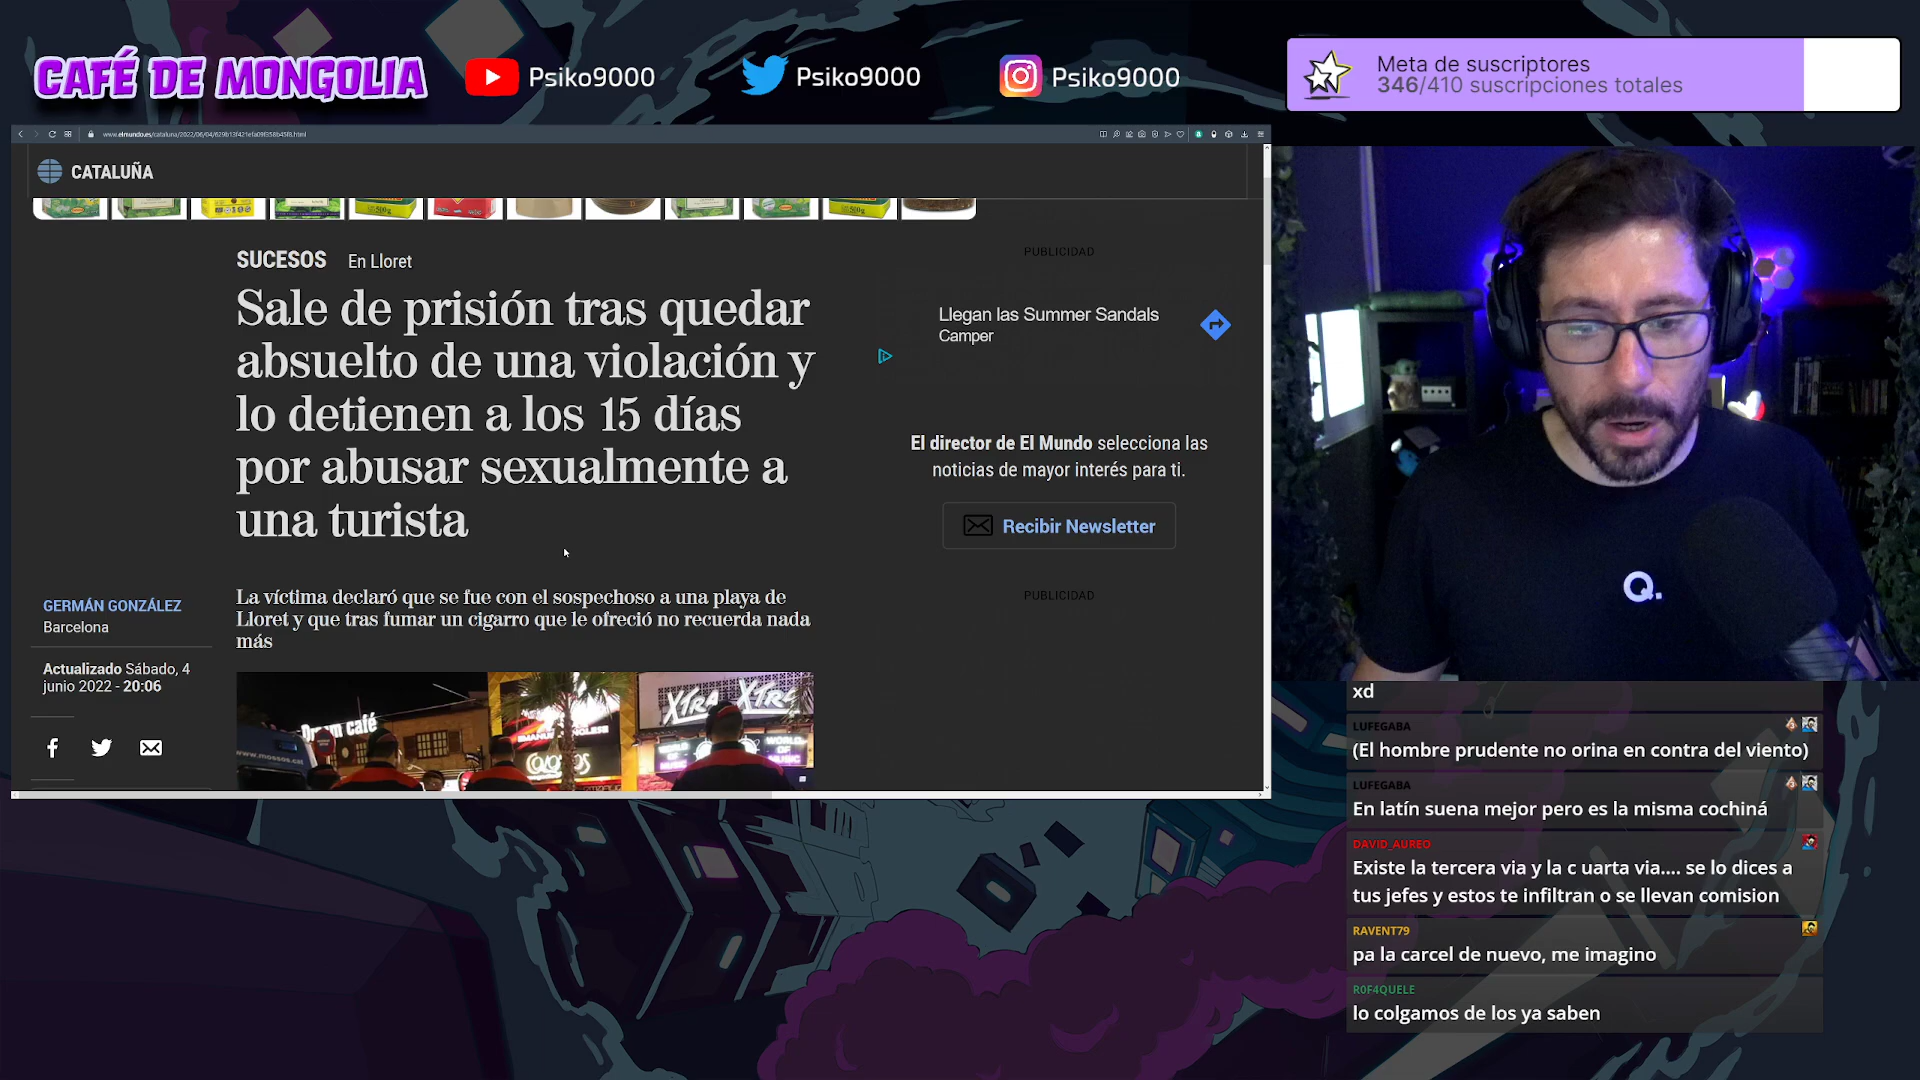 CAFÉ DE MONGOLIA
Psiko9000
Psiko9000
Psiko9000
Meta de suscriptores
346/410 suscripciones totales
CATALUÑA
SUCESOS En Lloret
Sale de prisión tras quedar
absuelto de una violación y
lo detienen a los 15 días
por abusar sexualmente a
una turista
La víctima declaró que se fue con el sospechoso a una playa de
Lloret y que tras fumar un cigarro que le ofreció no recuerda nada
más
GERMÁN GONZÁLEZ
Barcelona
Actualizado Sábado, 4
junio 2022 - 20:06
PUBLICIDAD
Llegan las Summer Sandals
Camper
El director de El Mundo selecciona las
noticias de mayor interés para ti.
Recibir Newsletter
PUBLICIDAD
café
COLOSSOS
XTRA XTRA
WORLD OF MUSIC
Q.
xd
LUFEGABA
(El hombre prudente no orina en contra del viento)
LUFEGABA
En latín suena mejor pero es la misma cochiná
DAVID_AUREO
Existe la tercera via y la c uarta via.... se lo dices a
tus jefes y estos te infiltran o se llevan comision
RAVENT79
pa la carcel de nuevo, me imagino
R0F4QUELE
lo colgamos de los ya saben